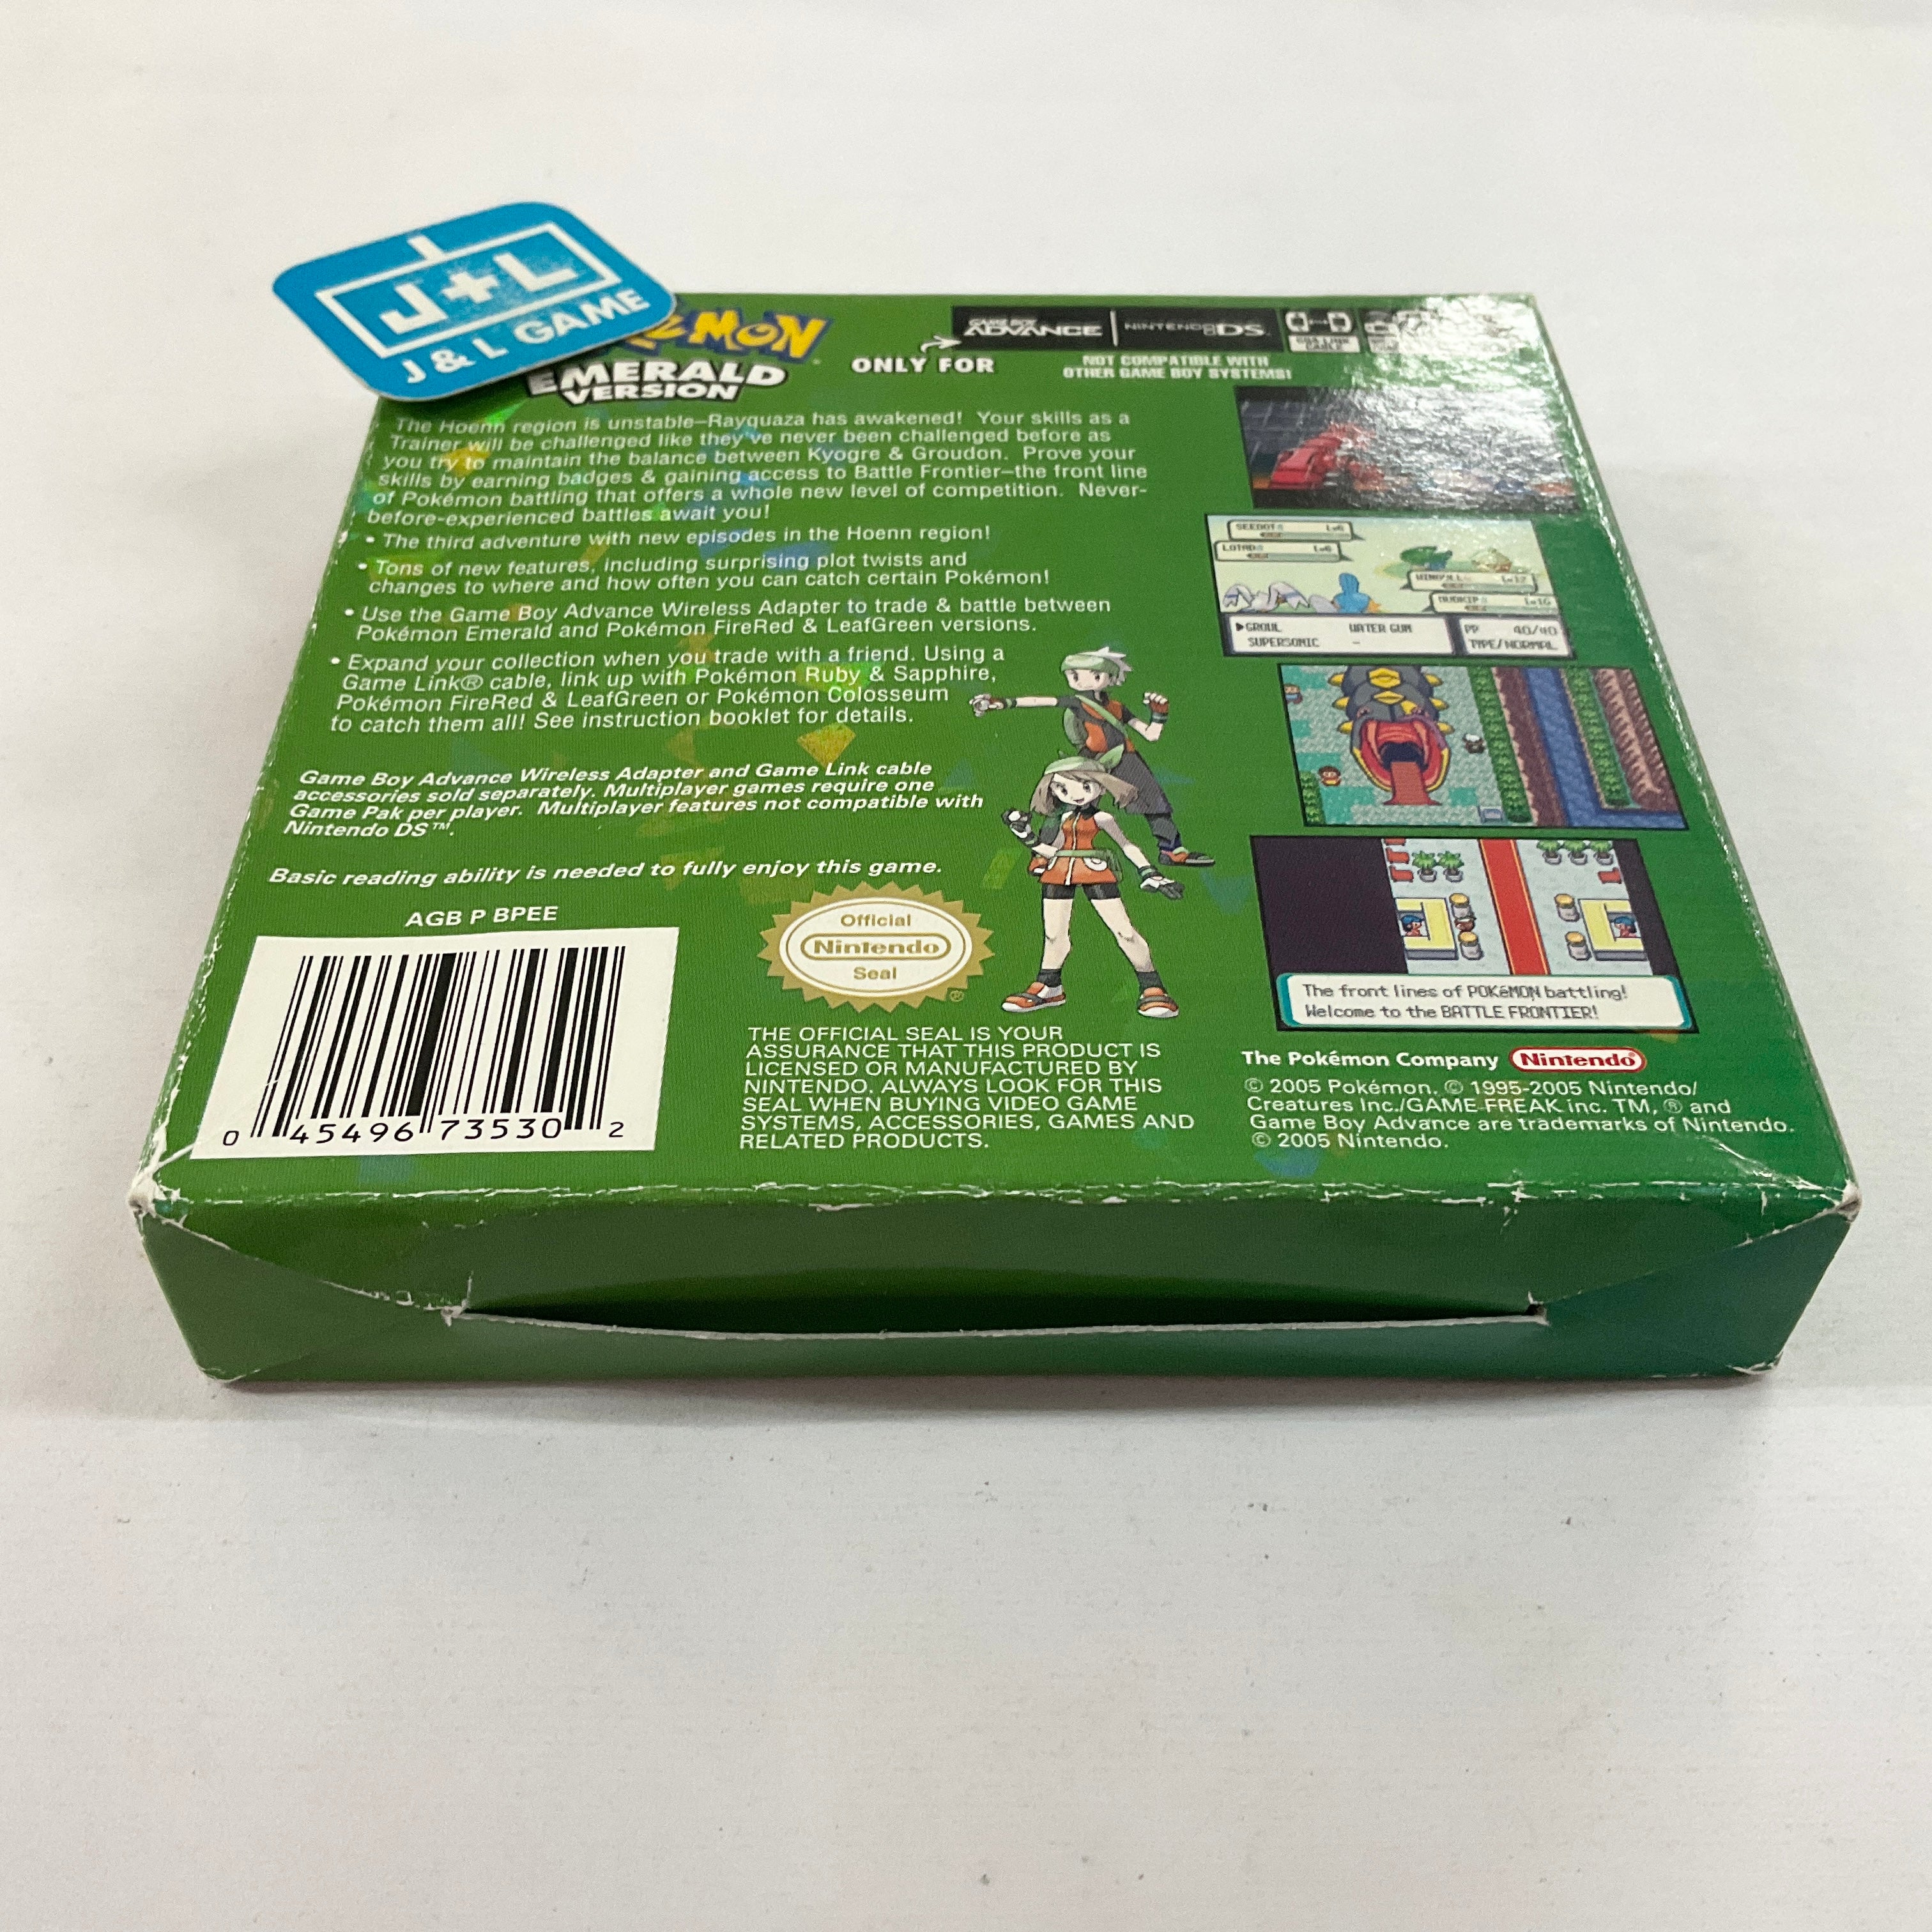 J+L
J & L GAME
POKéMON
EMERALD
VERSION
ONLY FOR
GAME BOY
ADVANCE
NINTENDO DS
NOT COMPATIBLE WITH
OTHER GAME BOY SYSTEMS!
GBA LINK
CABLE
The Hoenn region is unstable–Rayquaza has awakened! Your skills as a
Trainer will be challenged like they've never been challenged before as
you try to maintain the balance between Kyogre & Groudon. Prove your
skills by earning badges & gaining access to Battle Frontier–the front line
of Pokémon battling that offers a whole new level of competition. Never-
before-experienced battles await you!
• The third adventure with new episodes in the Hoenn region!
• Tons of new features, including surprising plot twists and
changes to where and how often you can catch certain Pokémon!
• Use the Game Boy Advance Wireless Adapter to trade & battle between
Pokémon Emerald and Pokémon FireRed & LeafGreen versions.
• Expand your collection when you trade with a friend. Using a
Game Link® cable, link up with Pokémon Ruby & Sapphire,
Pokémon FireRed & LeafGreen or Pokémon Colosseum
to catch them all! See instruction booklet for details.
Game Boy Advance Wireless Adapter and Game Link cable
accessories sold separately. Multiplayer games require one
Game Pak per player. Multiplayer features not compatible with
Nintendo DS™.
Basic reading ability is needed to fully enjoy this game.
AGB P BPEE
0 45496 73530 2
Official
Nintendo
Seal
®
THE OFFICIAL SEAL IS YOUR
ASSURANCE THAT THIS PRODUCT IS
LICENSED OR MANUFACTURED BY
NINTENDO. ALWAYS LOOK FOR THIS
SEAL WHEN BUYING VIDEO GAME
SYSTEMS, ACCESSORIES, GAMES AND
RELATED PRODUCTS.
SEEDOT Lv6
LOTAD Lv6
WINGULL Lv17
MUDKIP Lv16
▶GROWL WATER GUN
SUPERSONIC –
PP 40/40
TYPE/NORMAL
The front lines of POKéMON battling!
Welcome to the BATTLE FRONTIER!
The Pokémon Company Nintendo®
© 2005 Pokémon. © 1995-2005 Nintendo/
Creatures Inc./GAME FREAK inc. TM, ® and
Game Boy Advance are trademarks of Nintendo.
© 2005 Nintendo.